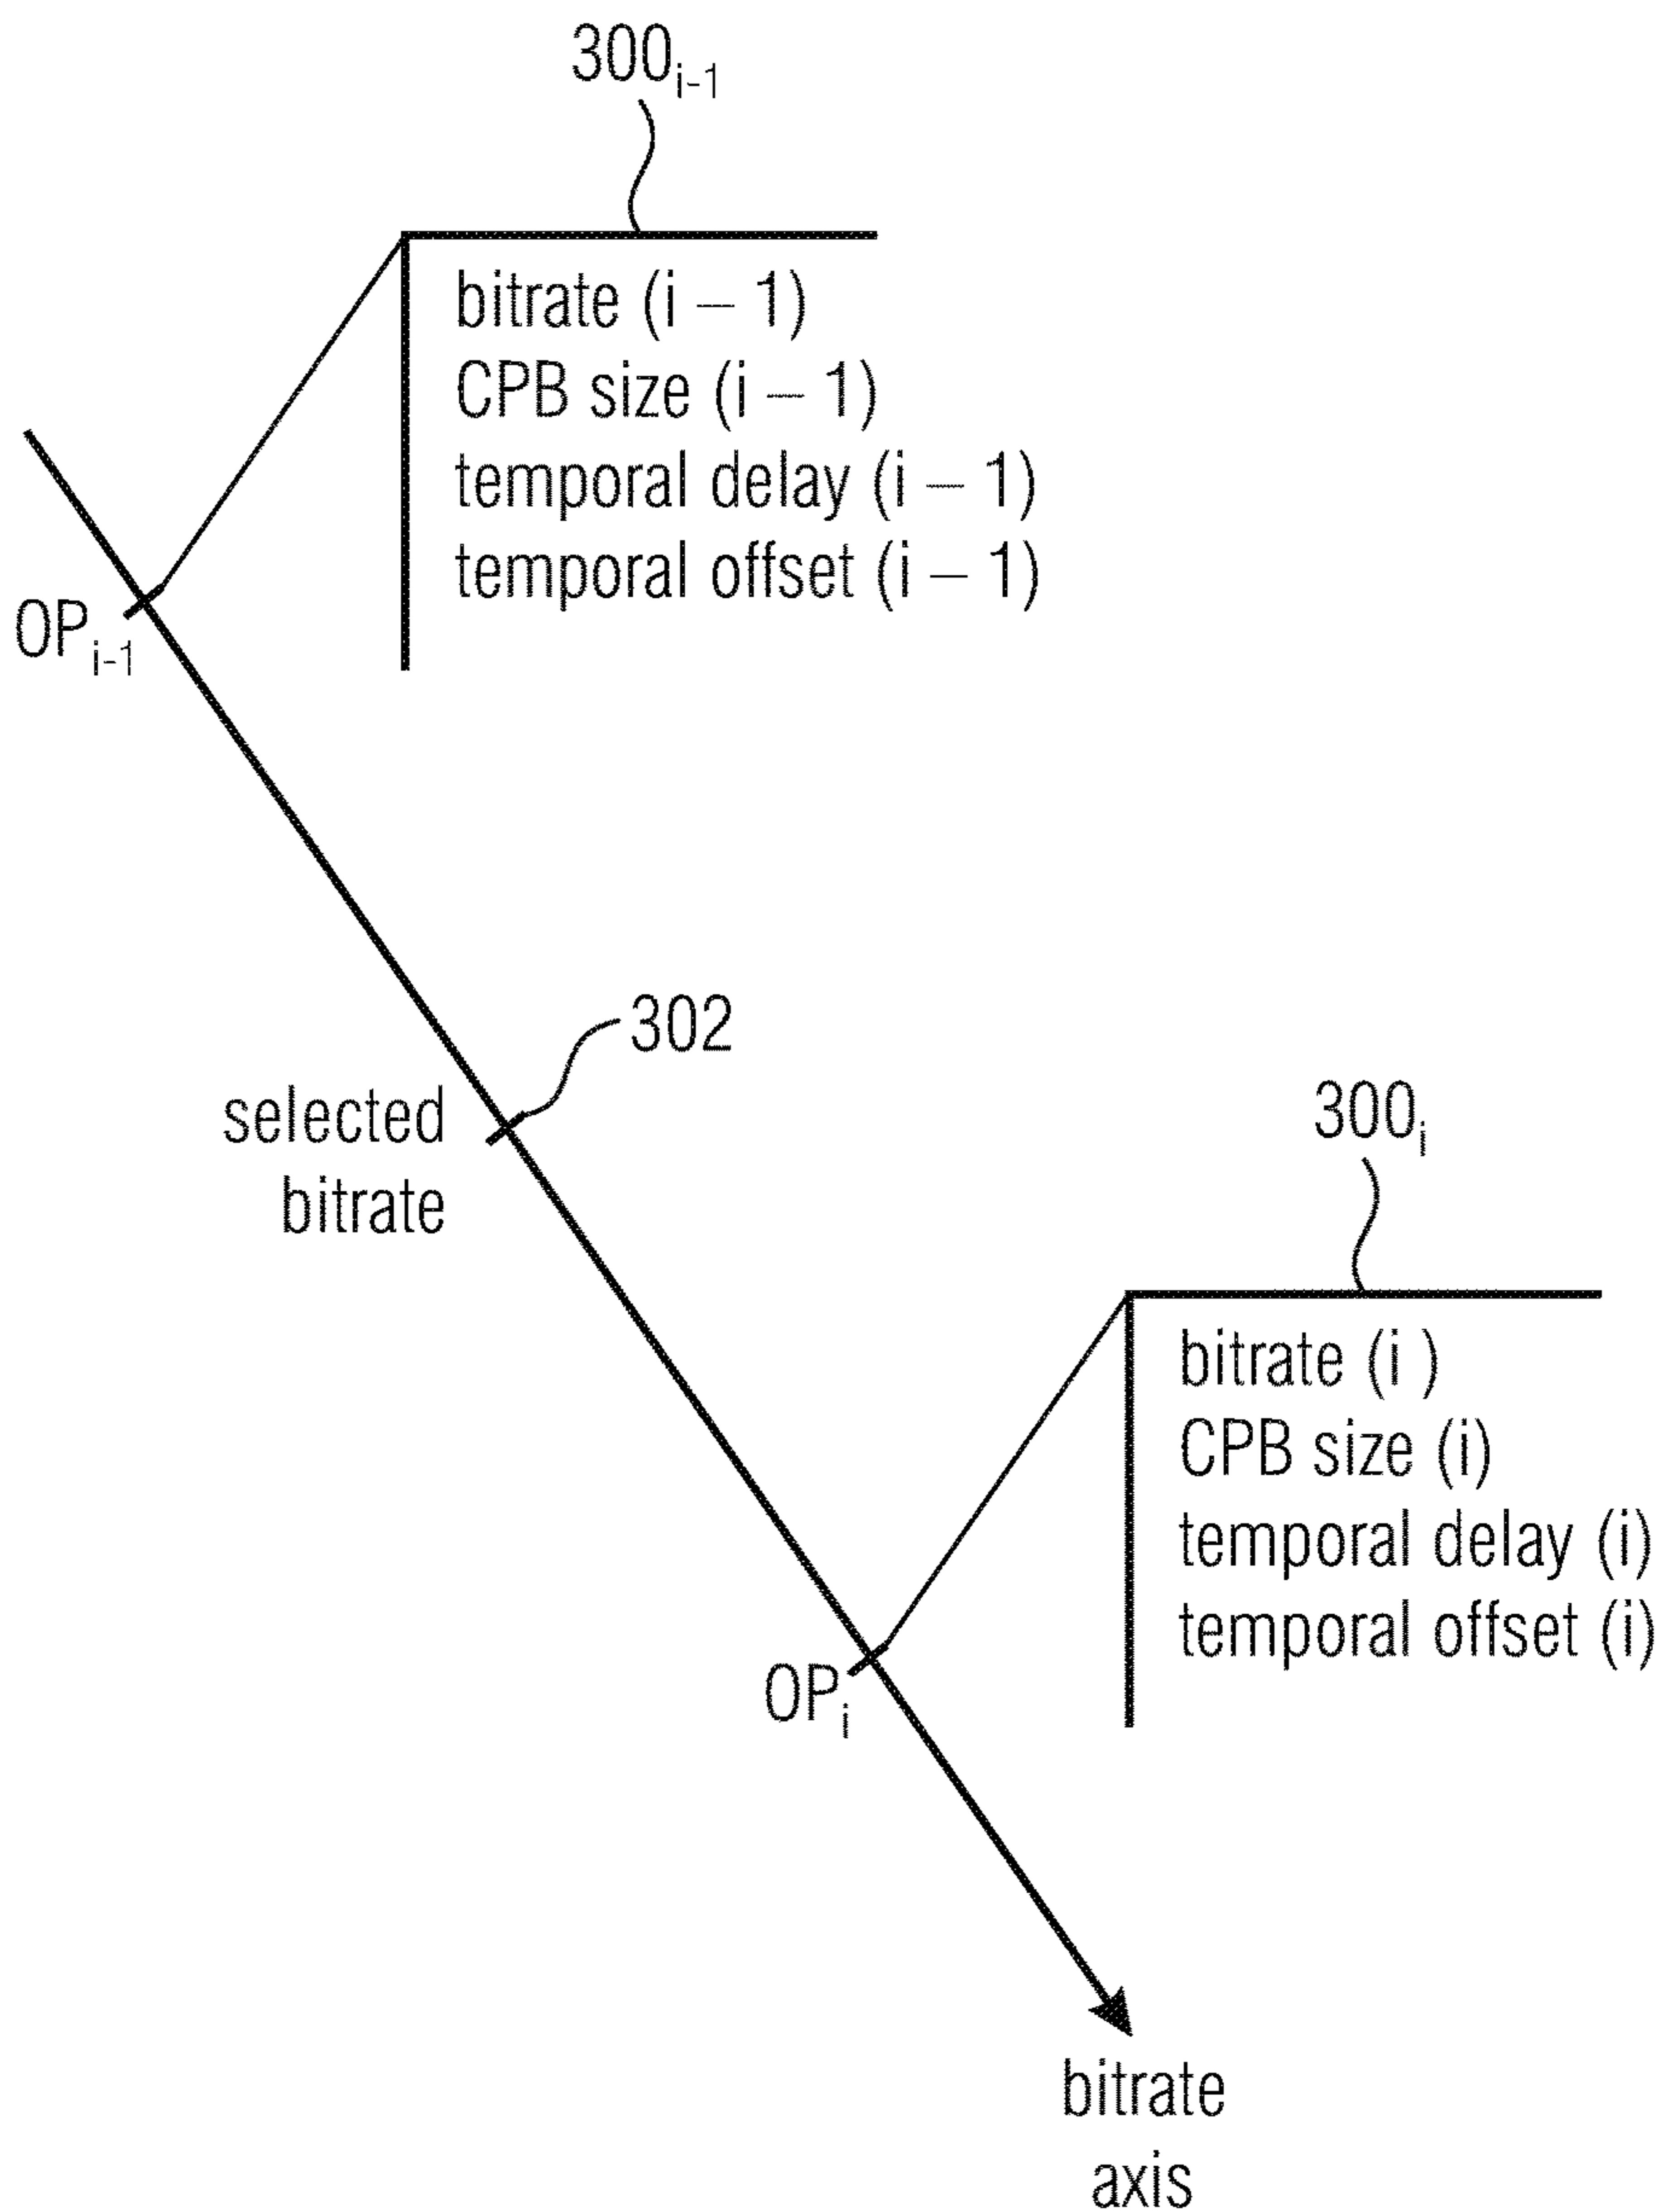 300i-1
bitrate (i – 1)
CPB size (i – 1)
temporal delay (i – 1)
temporal offset (i – 1)
OPi-1
302
selected
bitrate
300i
bitrate (i )
CPB size (i)
temporal delay (i)
temporal offset (i)
OPi
bitrate
axis